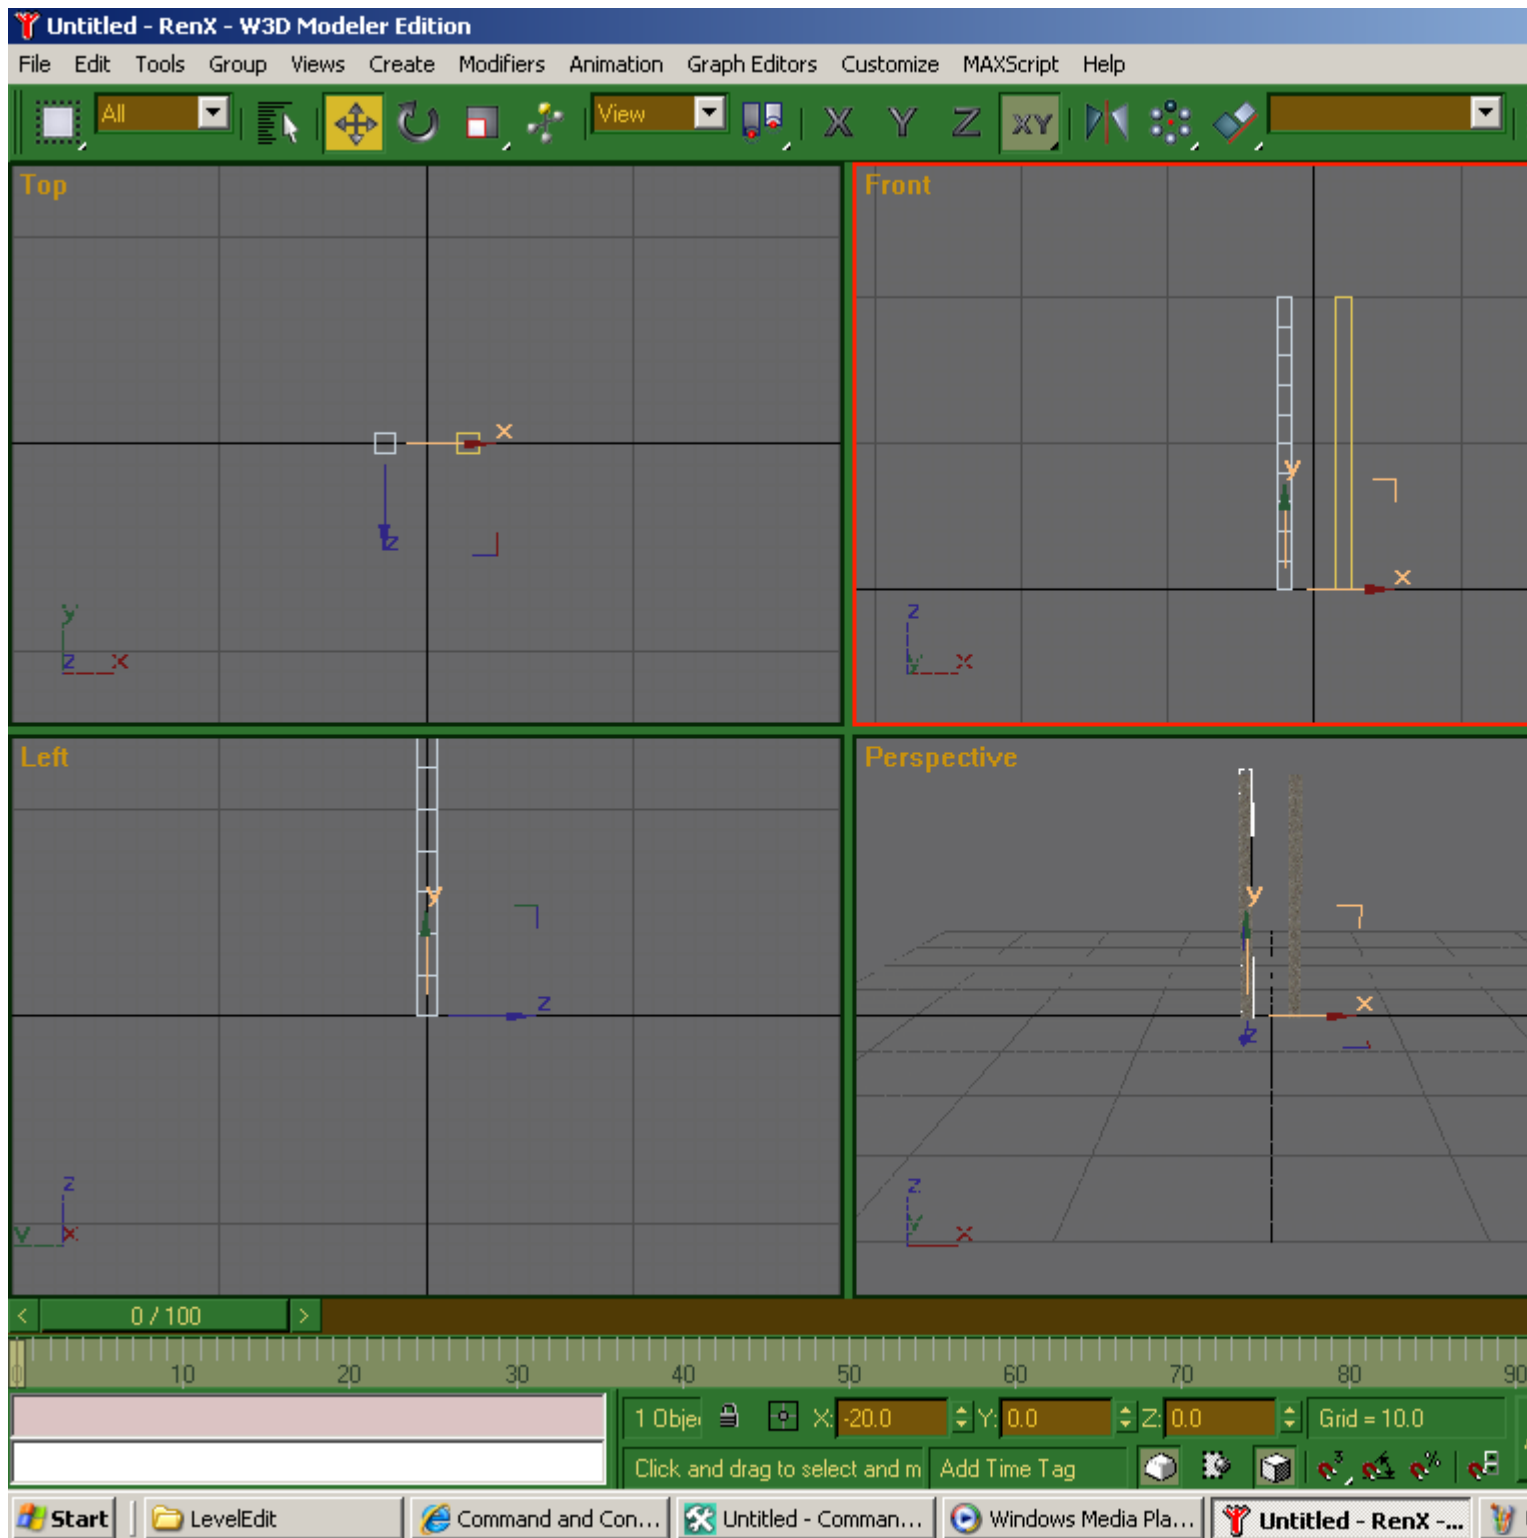 Untitled - RenX - W3D Modeler Edition
File Edit Tools Group Views Create Modifiers Animation Graph Editors Customize MAXScript Help
All View X Y Z XY
Top
x
z
y
z x
Front
y
x
z
y x
Left
y
z
z
y x
Perspective
y
x
z
z
y x
< 0 / 100 >
0 10 20 30 40 50 60 70 80 90
1 Objec X: -20.0 Y: 0.0 Z: 0.0 Grid = 10.0
Click and drag to select and m Add Time Tag 3 %
Start LevelEdit Command and Con... Untitled - Comman... Windows Media Pla... Untitled - RenX -...